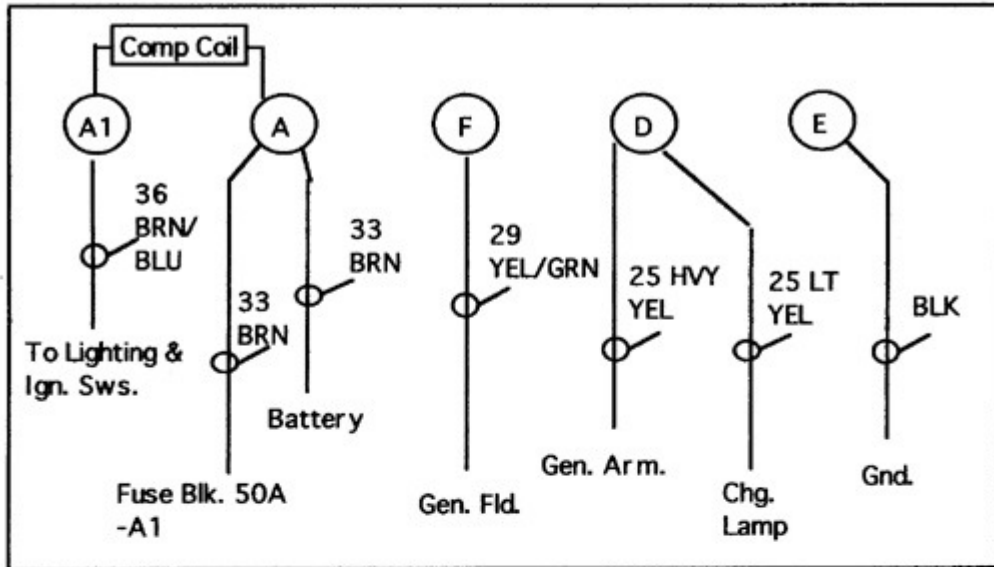 Comp Coil
A1
A
F
D
E
36
BRN/
BLU
33
BRN
33
BRN
29
YEL/GRN
25 HVY
YEL
25 LT
YEL
BLK
To Lighting &
Ign. Sws.
Battery
Fuse Blk. 50A
-A1
Gen. Fld.
Gen. Arm.
Chg.
Lamp
Gnd.